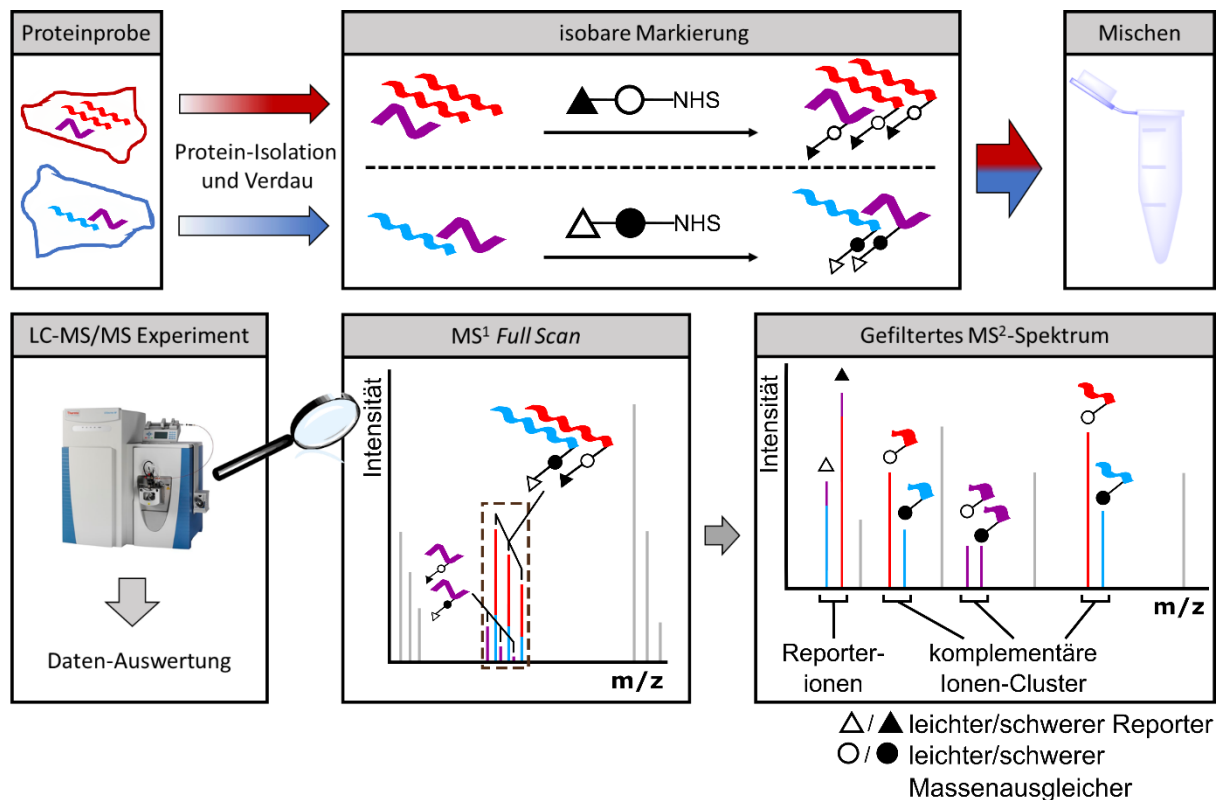 Proteinprobe
isobare Markierung
Mischen
Protein-Isolation
und Verdau
NHS
NHS
LC-MS/MS Experiment
Daten-Auswertung
MS¹ Full Scan
Intensität
m/z
Gefiltertes MS²-Spektrum
Intensität
m/z
Reporter-
ionen
komplementäre
Ionen-Cluster
/ leichter/schwerer Reporter
/ leichter/schwerer
Massenausgleicher